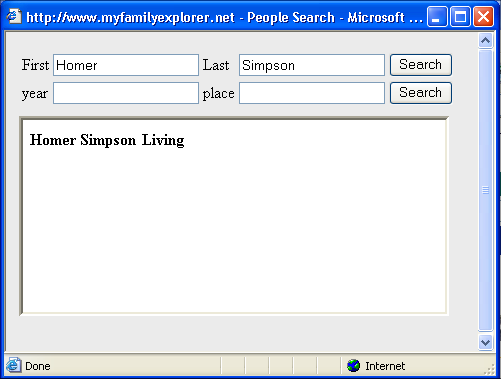 http://www.myfamilyexplorer.net - People Search - Microsoft ...
First Homer Last Simpson Search
year place Search
Homer Simpson Living
Done Internet